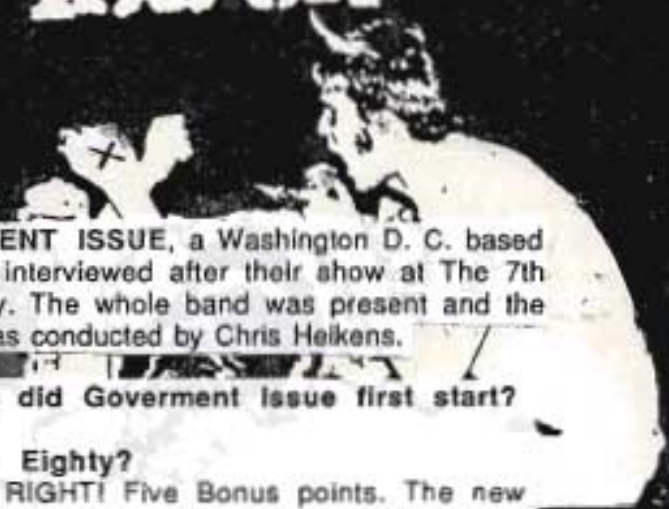 ENT ISSUE, a Washington D. C. based
interviewed after their show at The 7th
y. The whole band was present and the
as conducted by Chris Heikens.
did Goverment Issue first start?
Eighty?
RIGHT! Five Bonus points. The new